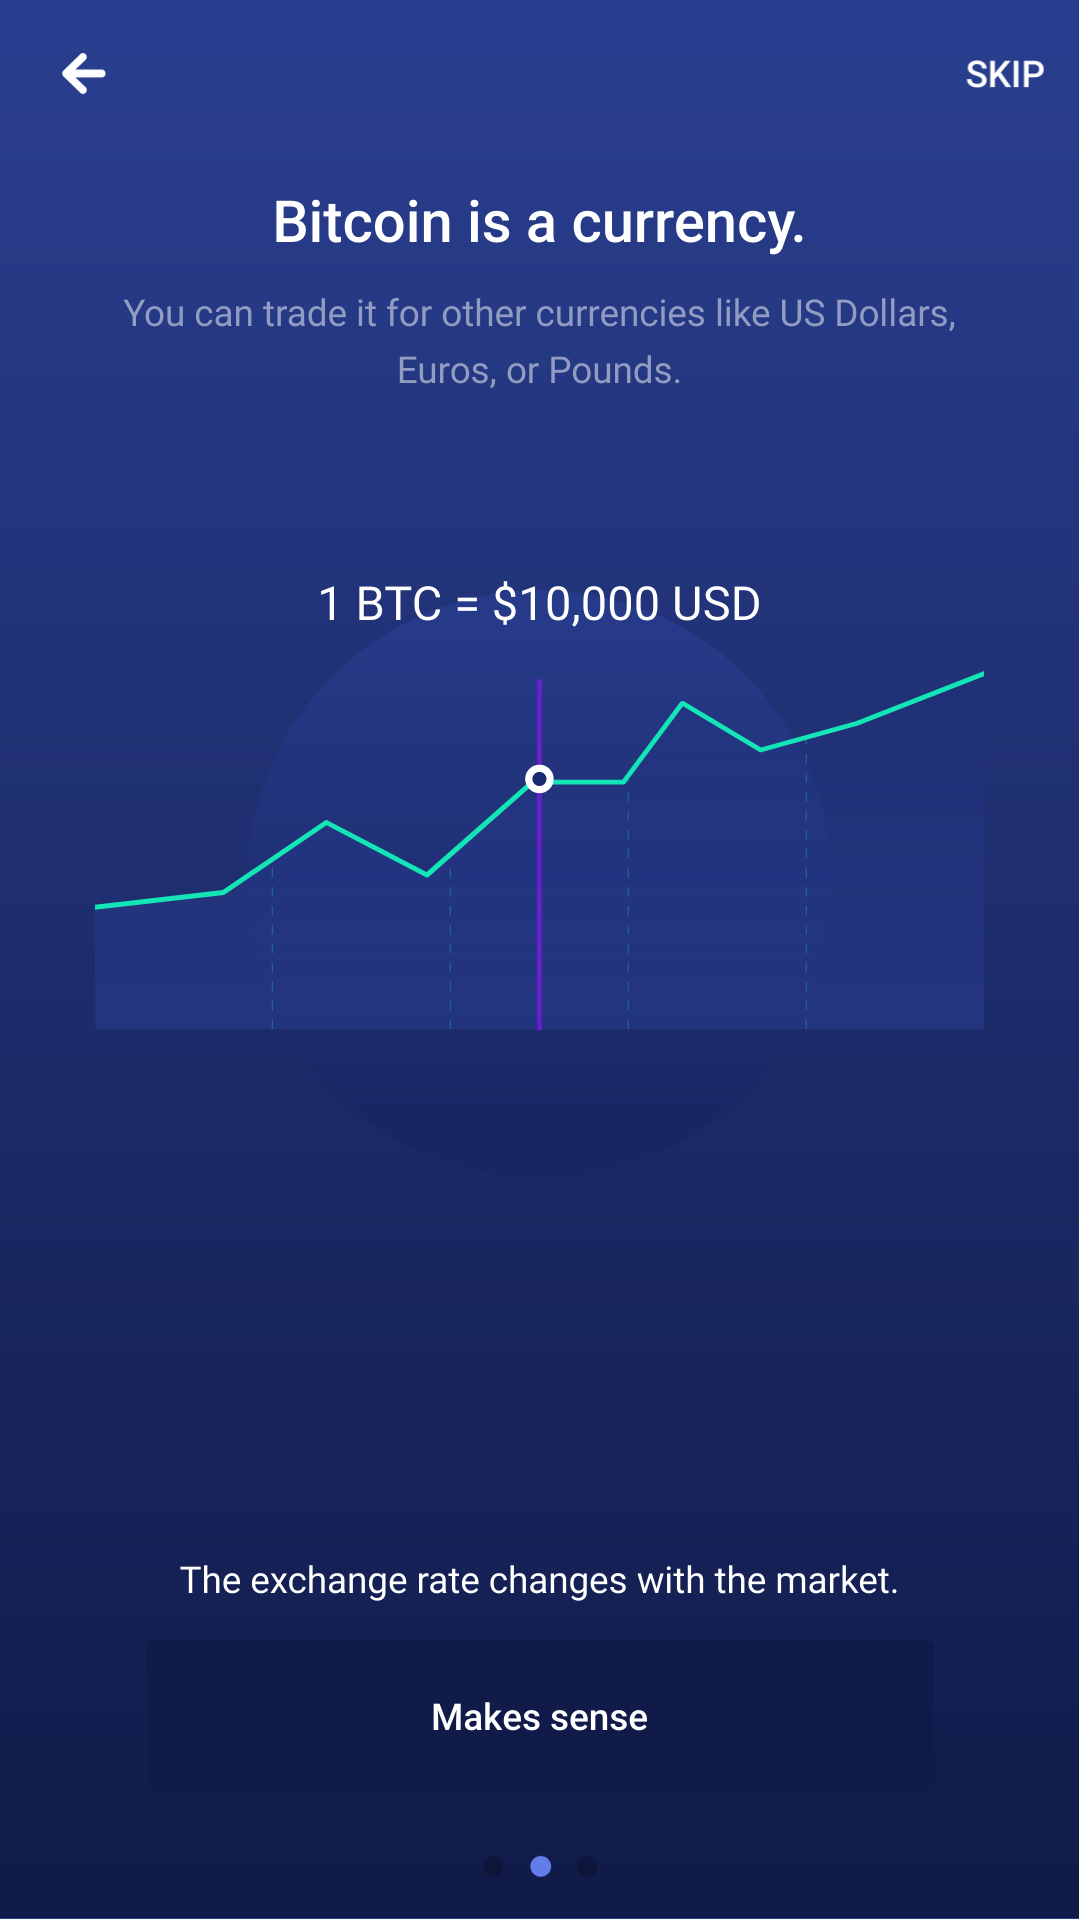 SKIP
Bitcoin is a currency.
You can trade it for other currencies like US Dollars,
Euros, or Pounds.
1 BTC = $10,000 USD
The exchange rate changes with the market.
Makes sense